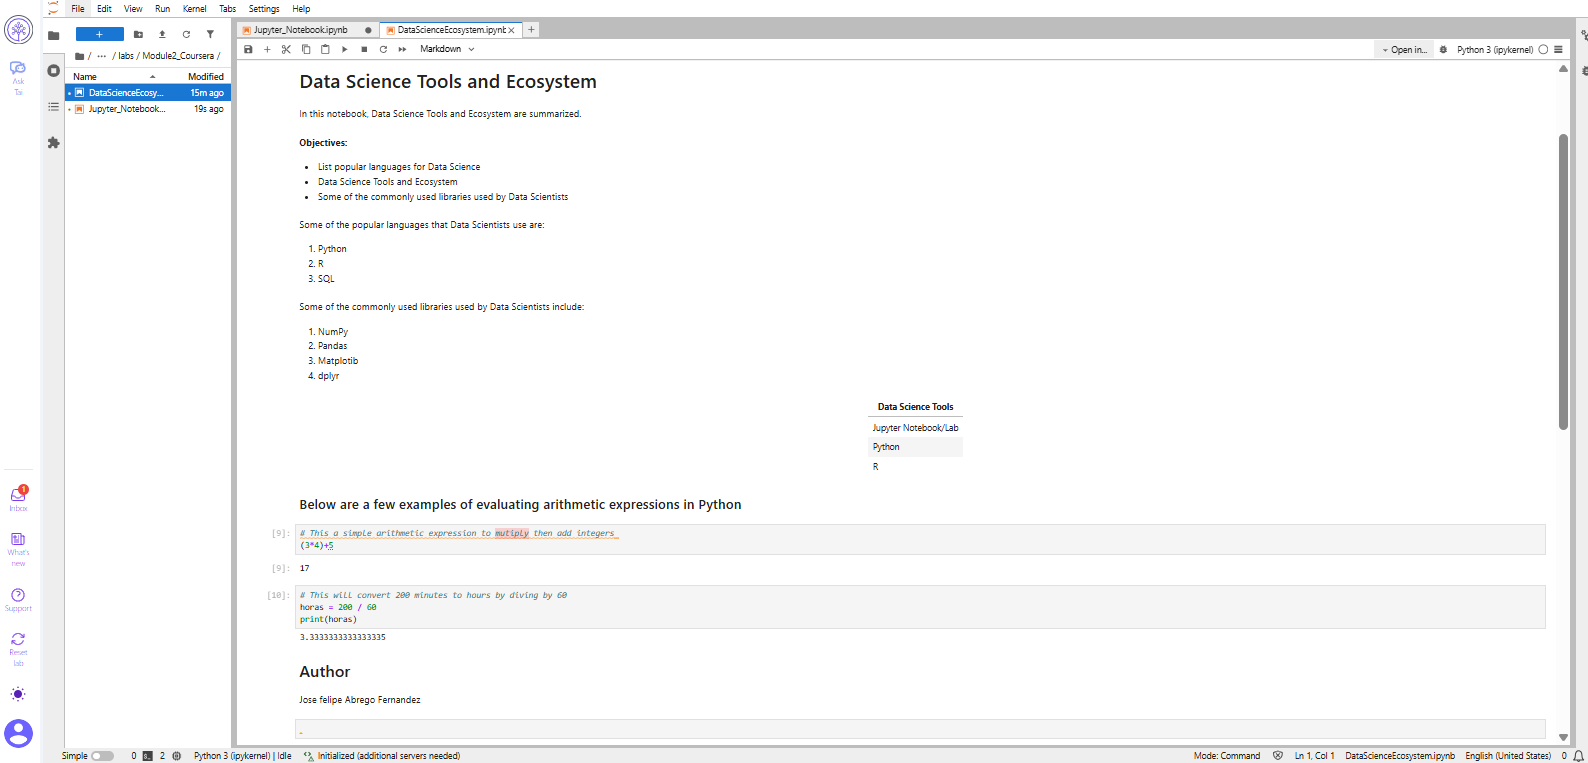 File Edit View Run Kernel Tabs Settings Help
Ask
Tai
+
/ ··· / labs / Module2_Coursera /
Name Modified
DataScienceEcosy... 15m ago
Jupyter_Notebook... 19s ago
Inbox
1
What's
new
Support
Reset
lab
Jupyter_Notebook.ipynb
DataScienceEcosystem.ipynb
Markdown
Open in...
Python 3 (ipykernel)
Data Science Tools and Ecosystem
In this notebook, Data Science Tools and Ecosystem are summarized.
Objectives:
• List popular languages for Data Science
• Data Science Tools and Ecosystem
• Some of the commonly used libraries used by Data Scientists
Some of the popular languages that Data Scientists use are:
1. Python
2. R
3. SQL
Some of the commonly used libraries used by Data Scientists include:
1. NumPy
2. Pandas
3. Matplotib
4. dplyr
Data Science Tools
Jupyter Notebook/Lab
Python
R
Below are a few examples of evaluating arithmetic expressions in Python
[9]: # This a simple arithmetic expression to mutiply then add integers
(3*4)+5
[9]: 17
[10]: # This will convert 200 minutes to hours by diving by 60
horas = 200 / 60
print(horas)
3.3333333333333335
Author
Jose felipe Abrego Fernandez
Simple 0 2 Python 3 (ipykernel) | Idle Initialized (additional servers needed) Mode: Command Ln 1, Col 1 DataScienceEcosystem.ipynb English (United States) 0